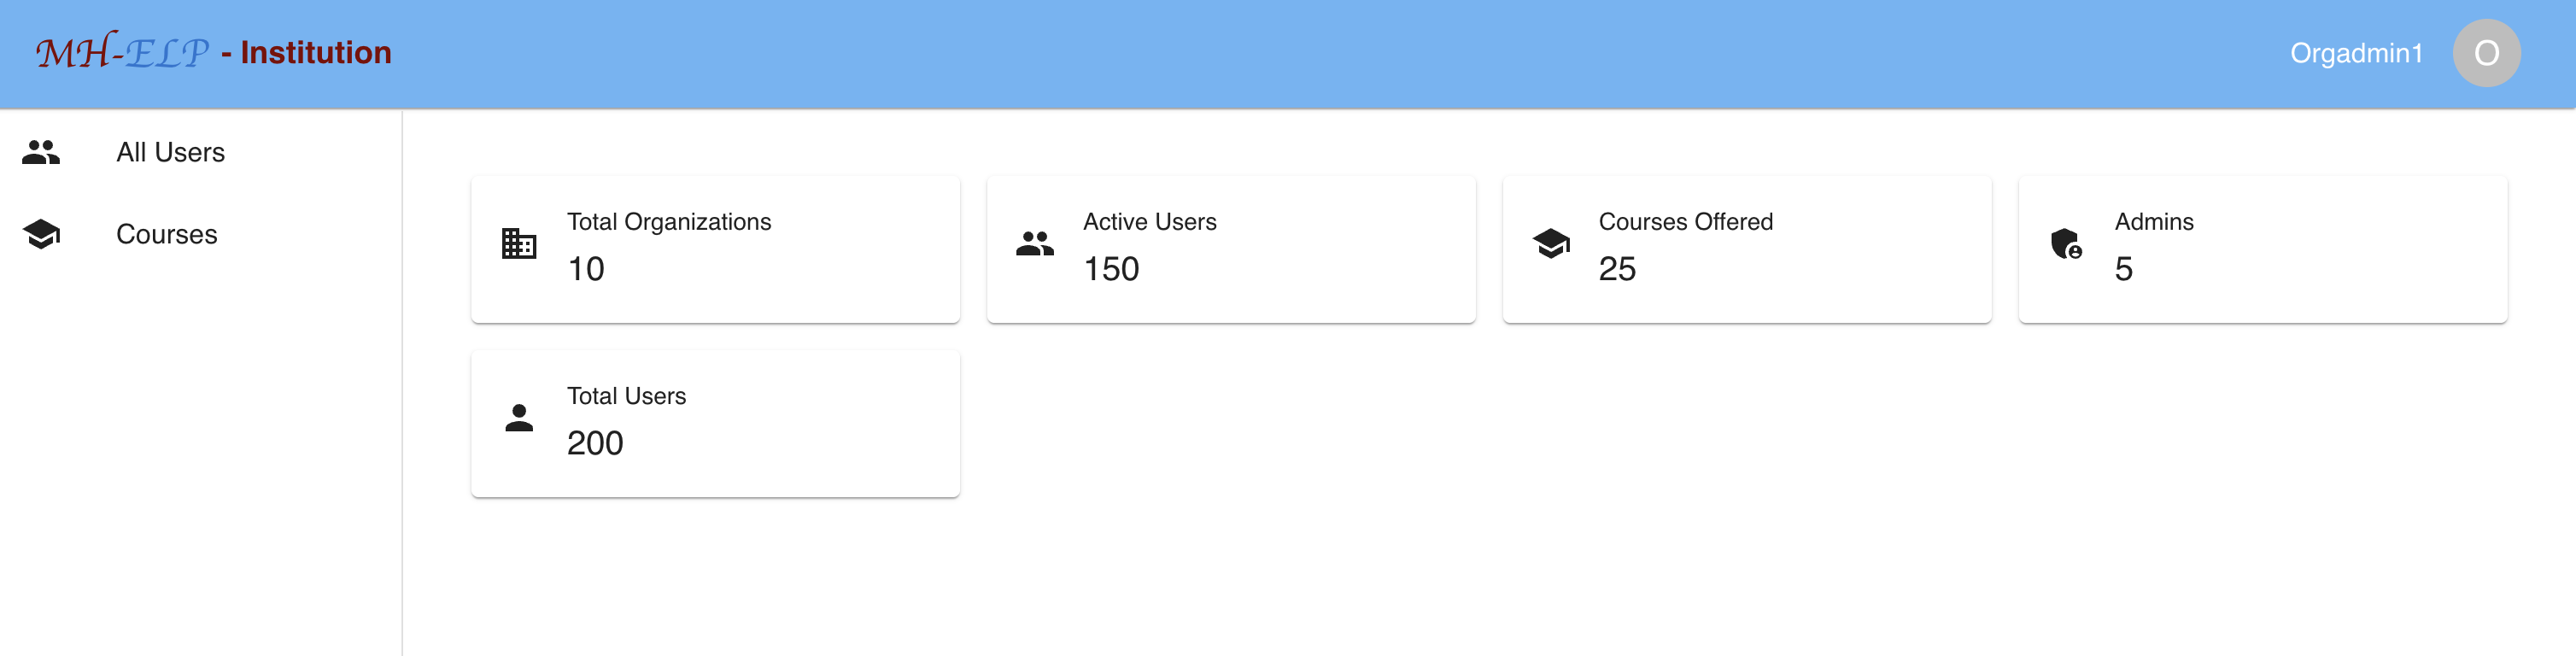 MH-ELP - Institution
Orgadmin1
O
All Users
Courses
Total Organizations
10
Active Users
150
Courses Offered
25
Admins
5
Total Users
200